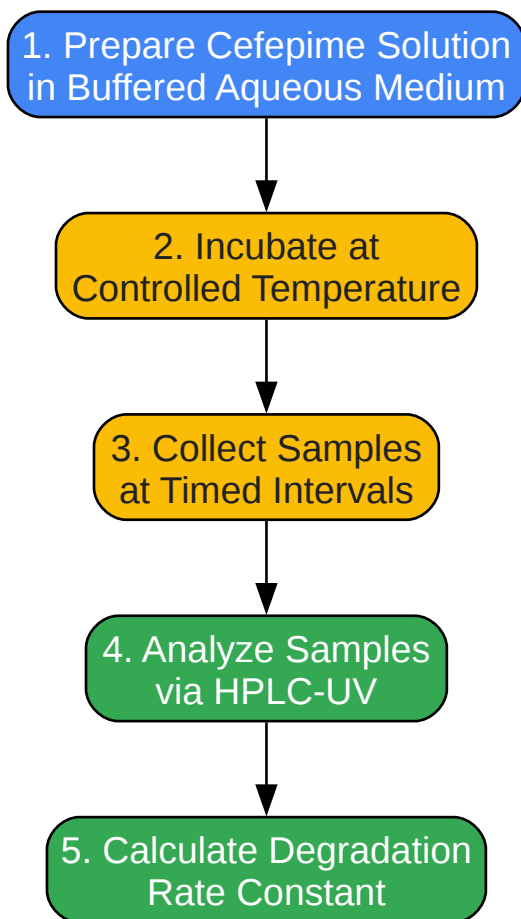 1. Prepare Cefepime Solution
in Buffered Aqueous Medium
2. Incubate at
Controlled Temperature
3. Collect Samples
at Timed Intervals
4. Analyze Samples
via HPLC-UV
5. Calculate Degradation
Rate Constant